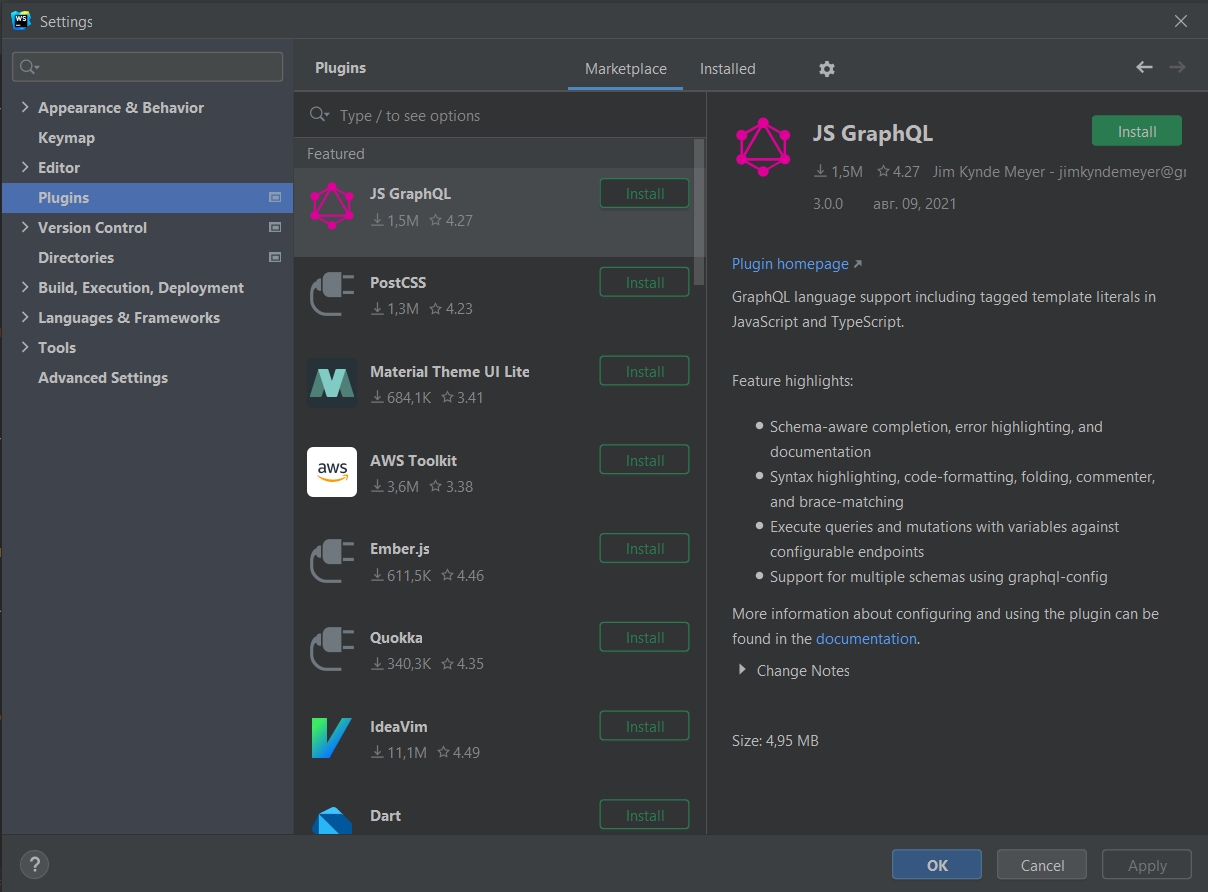 WS
Settings
Plugins
Marketplace
Installed
Appearance & Behavior
Keymap
Editor
Plugins
Version Control
Directories
Build, Execution, Deployment
Languages & Frameworks
Tools
Advanced Settings
Type / to see options
Featured
JS GraphQL
1,5M 4.27
Install
PostCSS
1,3M 4.23
Install
Material Theme UI Lite
684,1K 3.41
Install
aws
AWS Toolkit
3,6M 3.38
Install
Ember.js
611,5K 4.46
Install
Quokka
340,3K 4.35
Install
IdeaVim
11,1M 4.49
Install
Dart
Install
JS GraphQL
Install
1,5M 4.27 Jim Kynde Meyer - jimkyndemeyer@gr
3.0.0 авг. 09, 2021
Plugin homepage
GraphQL language support including tagged template literals in
JavaScript and TypeScript.
Feature highlights:
Schema-aware completion, error highlighting, and
documentation
Syntax highlighting, code-formatting, folding, commenter,
and brace-matching
Execute queries and mutations with variables against
configurable endpoints
Support for multiple schemas using graphql-config
More information about configuring and using the plugin can be
found in the documentation.
Change Notes
Size: 4,95 MB
?
OK
Cancel
Apply